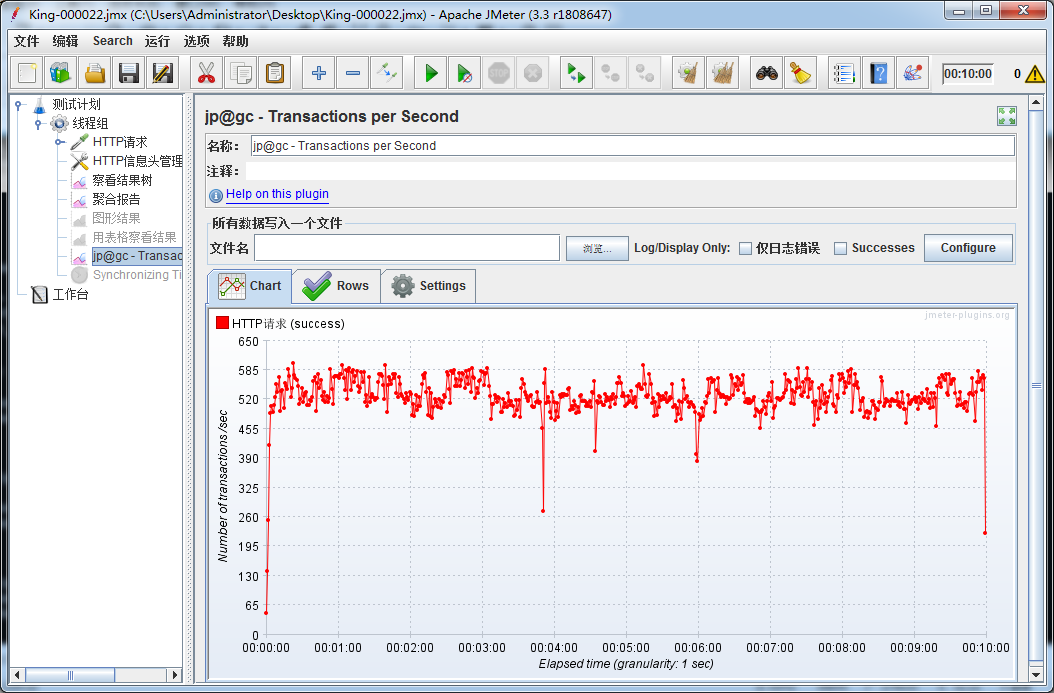 King-000022.jmx (C:\Users\Administrator\Desktop\King-000022.jmx) - Apache JMeter (3.3 r1808647)
文件 编辑 Search 运行 选项 帮助
STOP
00:10:00 0
测试计划
线程组
HTTP请求
HTTP信息头管理
察看结果树
聚合报告
图形结果
用表格察看结果
jp@gc - Transac
Synchronizing Ti
工作台
jp@gc - Transactions per Second
名称: jp@gc - Transactions per Second
注释:
Help on this plugin
所有数据写入一个文件
文件名 浏览... Log/Display Only: 仅日志错误 Successes Configure
Chart Rows Settings
HTTP请求 (success)
jmeter-plugins.org
650
585
520
455
390
325
260
195
130
65
0
Number of transactions /sec
00:00:00 00:01:00 00:02:00 00:03:00 00:04:00 00:05:00 00:06:00 00:07:00 00:08:00 00:09:00 00:10:00
Elapsed time (granularity: 1 sec)